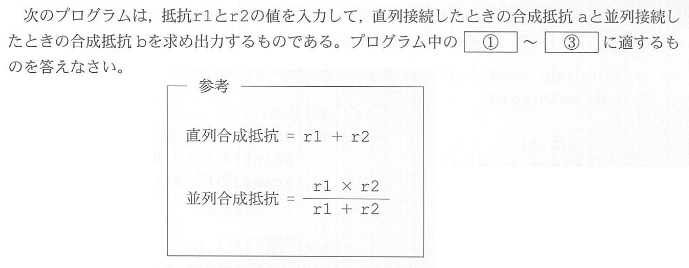 次のプログラムは，抵抗r1とr2の値を入力して，直列接続したときの合成抵抗aと並列接続し
たときの合成抵抗bを求め出力するものである。プログラム中の ① ～ ③ に適するも
のを答えなさい。
参考
直列合成抵抗 = r1 + r2
並列合成抵抗 = r1 × r2
r1 + r2